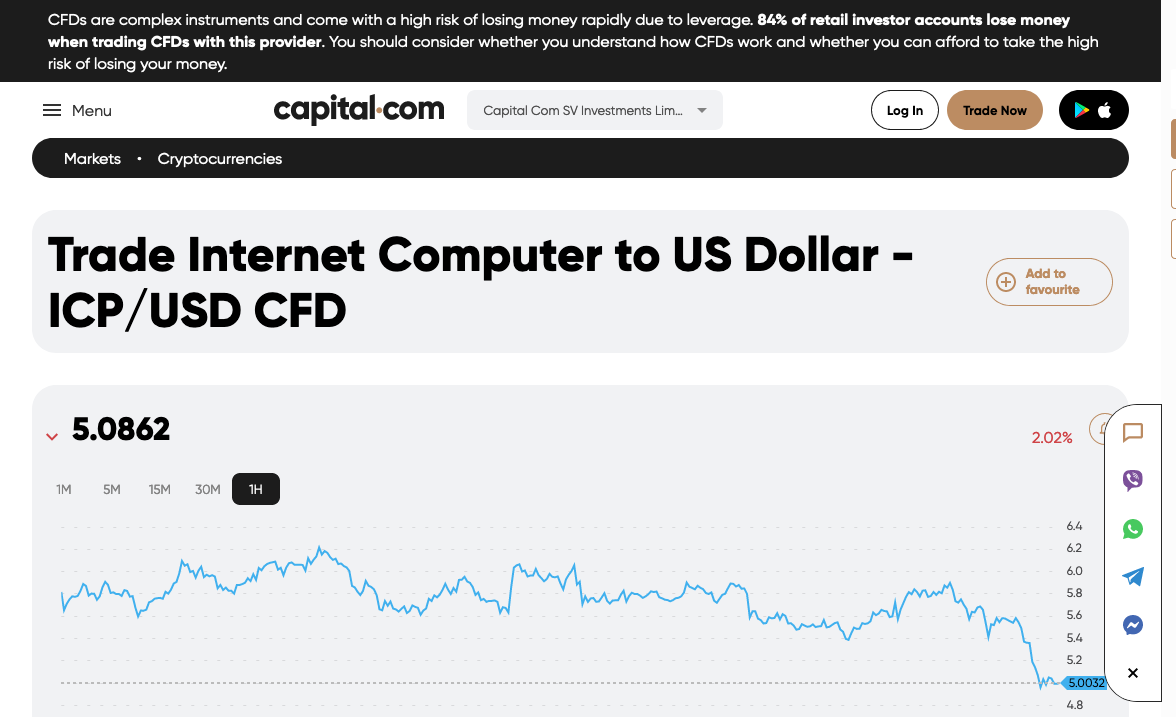 CFDs are complex instruments and come with a high risk of losing money rapidly due to leverage. 84% of retail investor accounts lose money
when trading CFDs with this provider. You should consider whether you understand how CFDs work and whether you can afford to take the high
risk of losing your money.
Menu
capital.com
Capital Com SV Investments Lim...
Log In
Trade Now
Markets • Cryptocurrencies
Trade Internet Computer to US Dollar -
ICP/USD CFD
Add to
favourite
5.0862
2.02%
1M 5M 15M 30M 1H
6.4
6.2
6.0
5.8
5.6
5.4
5.2
5.0032
4.8